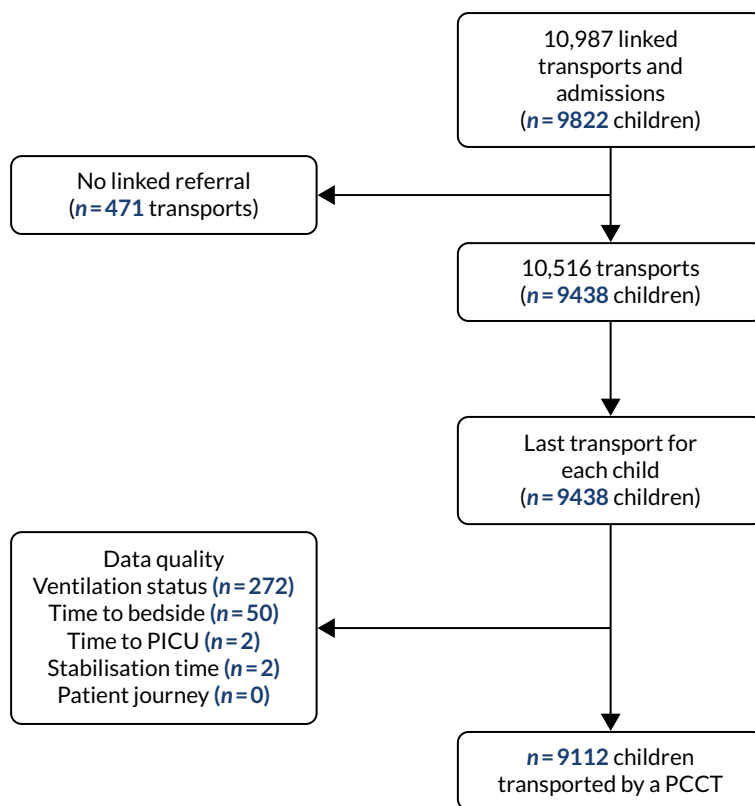 10,987 linked
transports and
admissions
(n=9822 children)
No linked referral
(n=471 transports)
10,516 transports
(n=9438 children)
Last transport for
each child
(n=9438 children)
Data quality
Ventilation status (n=272)
Time to bedside (n=50)
Time to PICU (n=2)
Stabilisation time (n=2)
Patient journey (n=0)
n=9112 children
transported by a PCCT